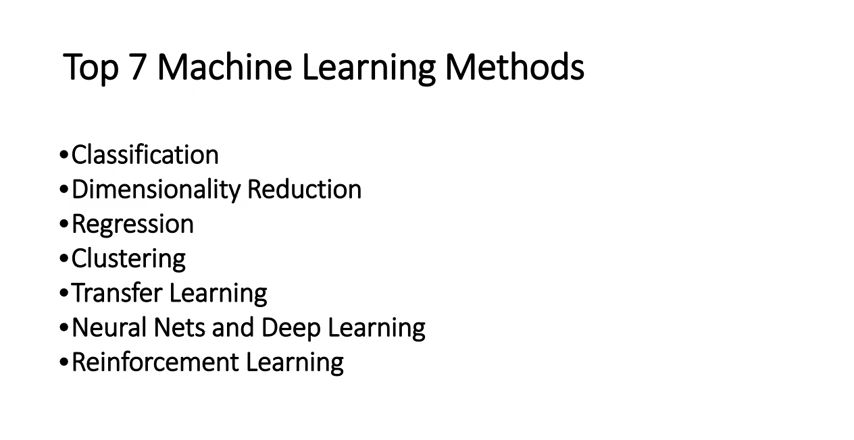 Top 7 Machine Learning Methods
•Classification
•Dimensionality Reduction
•Regression
•Clustering
•Transfer Learning
•Neural Nets and Deep Learning
•Reinforcement Learning